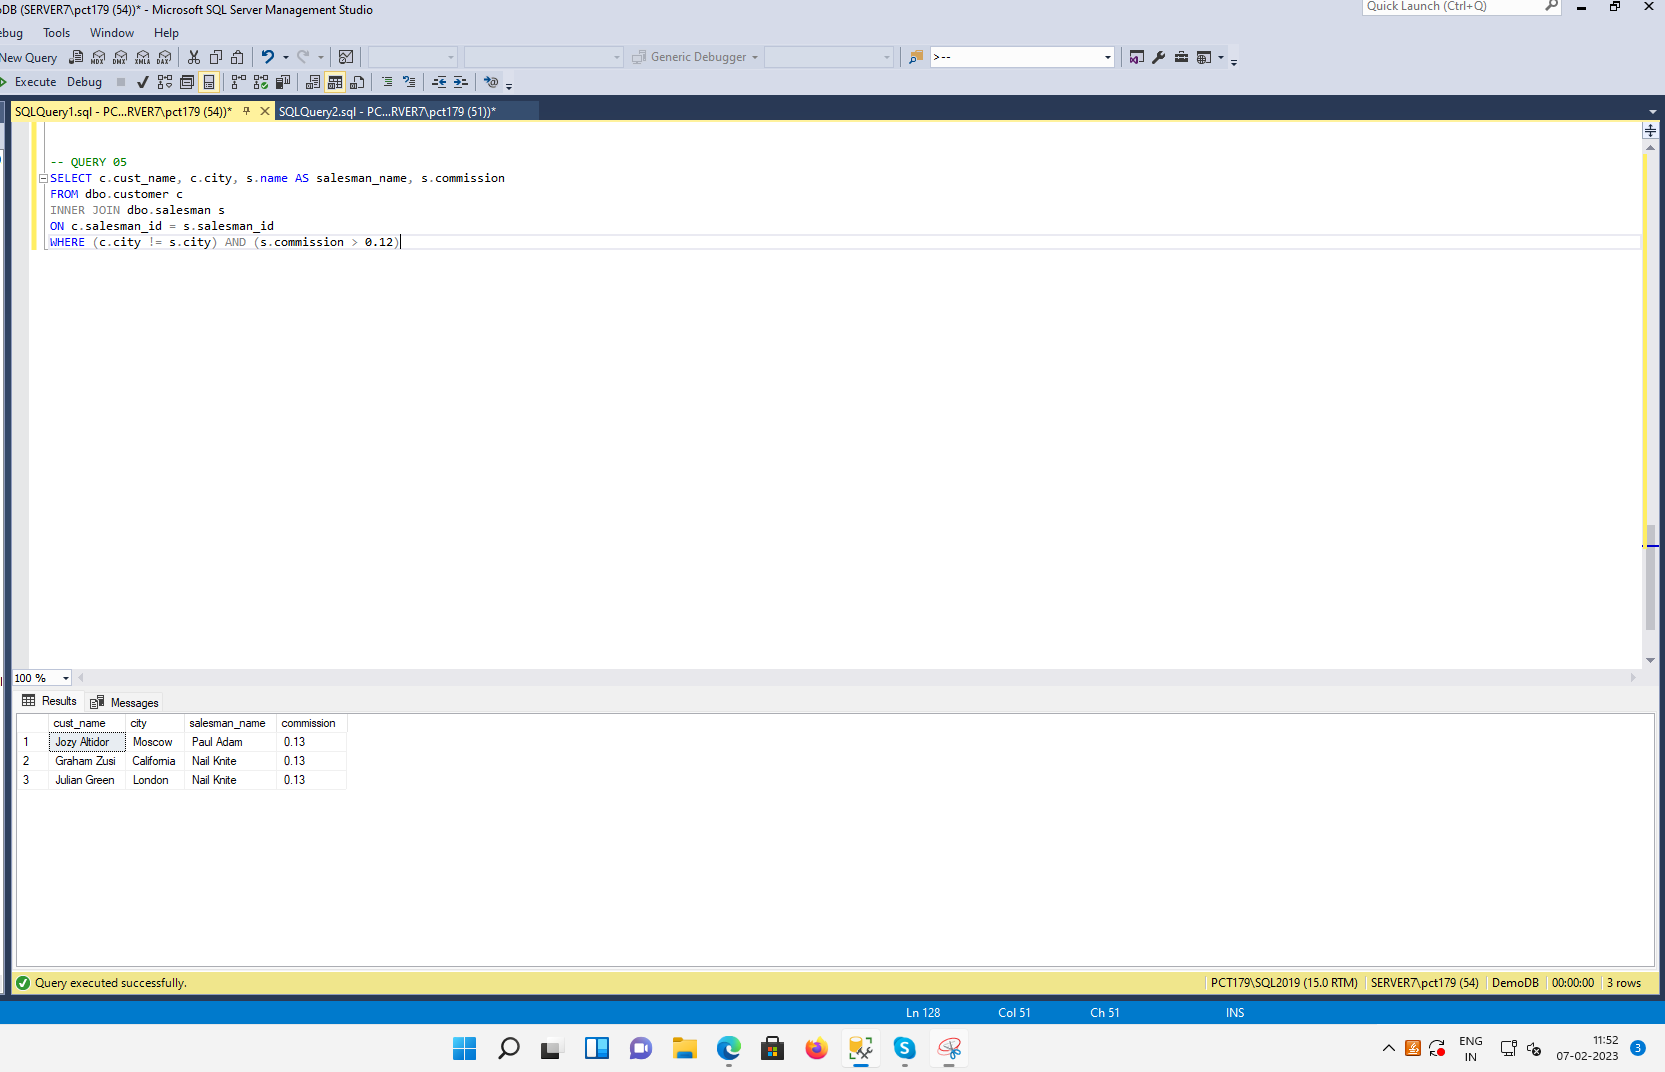 oDB (SERVER7\pct179 (54))* - Microsoft SQL Server Management Studio
Quick Launch (Ctrl+Q)
ebug Tools Window Help
New Query MDX DMX XMLA DAX Generic Debugger >--
Execute Debug
SQLQuery1.sql - PC...RVER7\pct179 (54))* SQLQuery2.sql - PC...RVER7\pct179 (51))*
-- QUERY 05
SELECT c.cust_name, c.city, s.name AS salesman_name, s.commission
FROM dbo.customer c
INNER JOIN dbo.salesman s
ON c.salesman_id = s.salesman_id
WHERE (c.city != s.city) AND (s.commission > 0.12)
100 %
Results Messages
cust_name city salesman_name commission
1 Jozy Altidor Moscow Paul Adam 0.13
2 Graham Zusi California Nail Knite 0.13
3 Julian Green London Nail Knite 0.13
Query executed successfully.
PCT179\SQL2019 (15.0 RTM) SERVER7\pct179 (54) DemoDB 00:00:00 3 rows
Ln 128 Col 51 Ch 51 INS
ENG
IN
11:52
07-02-2023
3